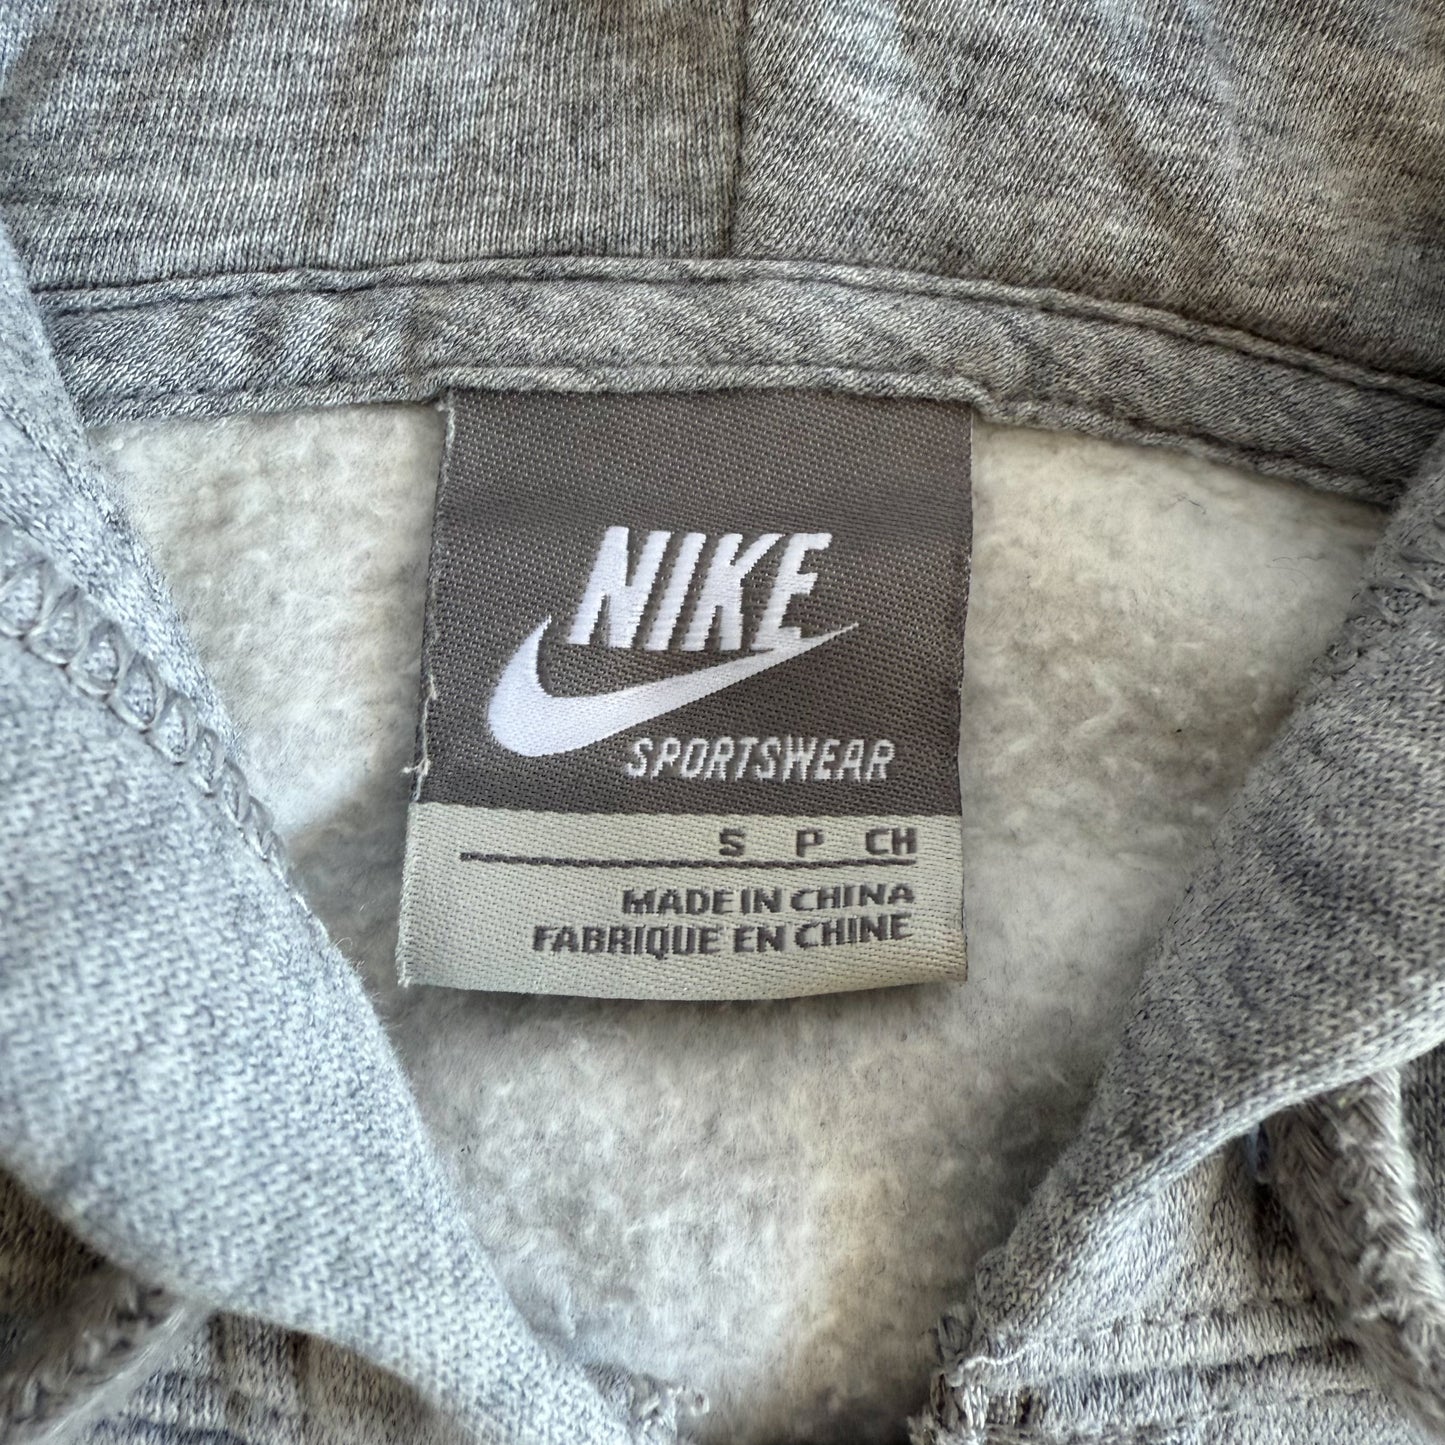 NIKE
SPORTSWEAR
S P CH
MADE IN CHINA
FABRIQUE EN CHINE